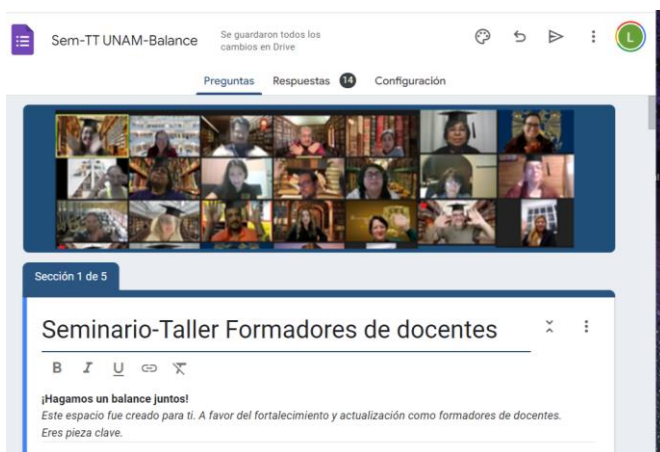 Sem-TT UNAM-Balance
Se guardaron todos los
cambios en Drive
L
Preguntas Respuestas 14 Configuración
Sección 1 de 5
Seminario-Taller Formadores de docentes
B I U
¡Hagamos un balance juntos!
Este espacio fue creado para ti. A favor del fortalecimiento y actualización como formadores de docentes.
Eres pieza clave.